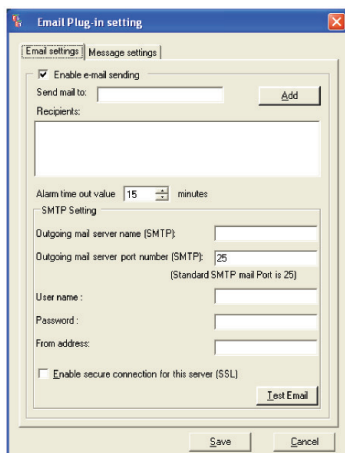 Email Plug-in setting
Email settings Message settings
Enable e-mail sending
Send mail to: Add
Recipients:
Alarm time out value 15 minutes
SMTP Setting
Outgoing mail server name (SMTP):
Outgoing mail server port number (SMTP): 25
(Standard SMTP mail Port is 25)
User name :
Password :
From address:
Enable secure connection for this server (SSL)
Test Email
Save Cancel